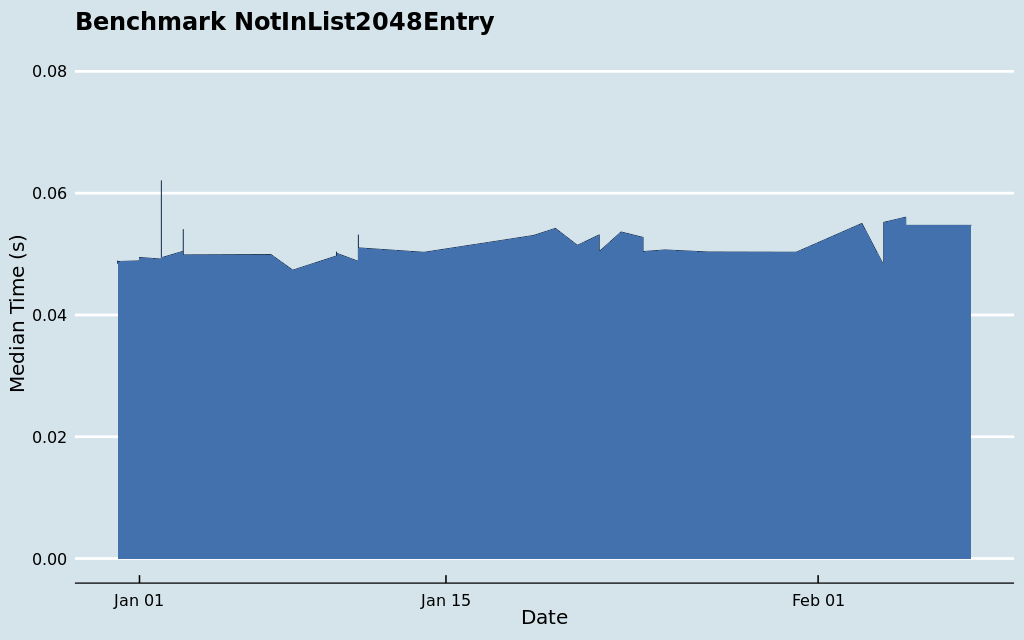 Benchmark NotInList2048Entry
0.08
0.06
0.04
0.02
0.00
Median Time (s)
Jan 01
Jan 15
Feb 01
Date